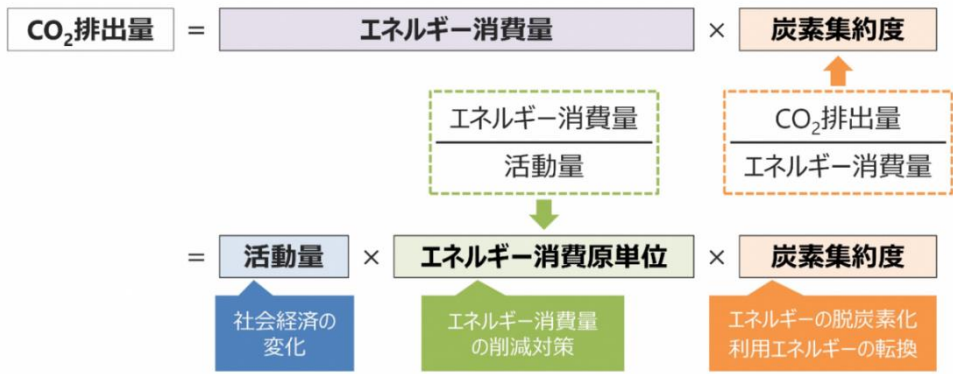 CO₂排出量 = エネルギー消費量 × 炭素集約度
エネルギー消費量
活動量
CO₂排出量
エネルギー消費量
= 活動量 × エネルギー消費原単位 × 炭素集約度
社会経済の
変化
エネルギー消費量
の削減対策
エネルギーの脱炭素化
利用エネルギーの転換